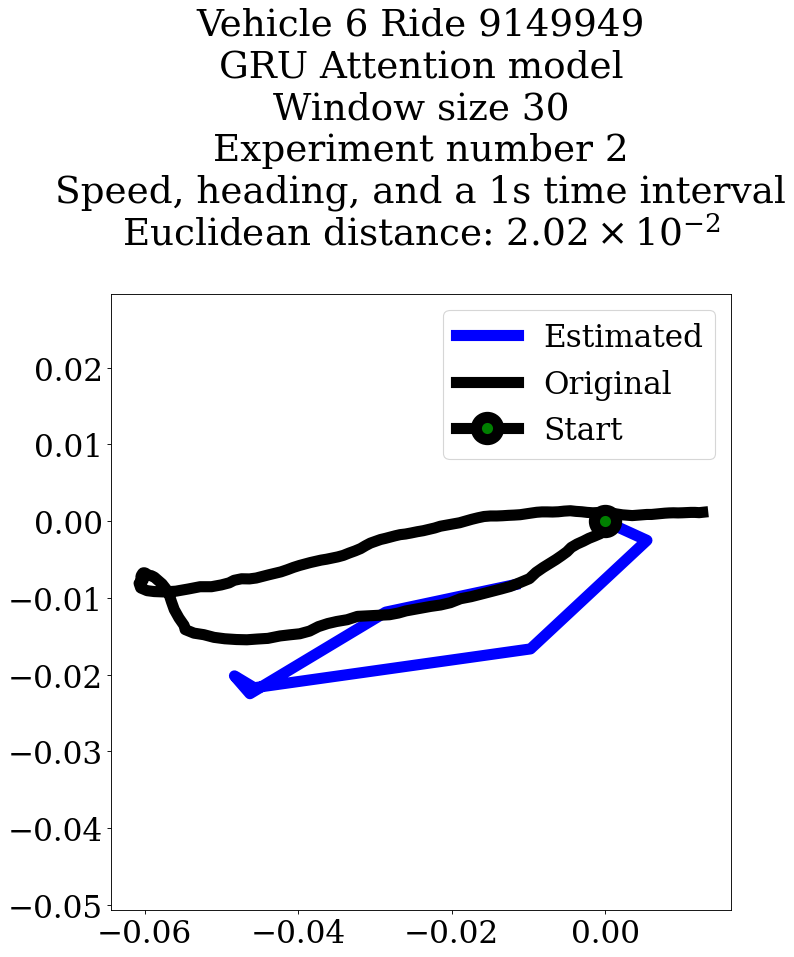 Vehicle 6 Ride 9149949
GRU Attention model
Window size 30
Experiment number 2
Speed, heading, and a 1s time interval
Euclidean distance: 2.02 × 10⁻²
Estimated
Original
Start
0.02
0.01
0.00
−0.01
−0.02
−0.03
−0.04
−0.05
−0.06 −0.04 −0.02 0.00